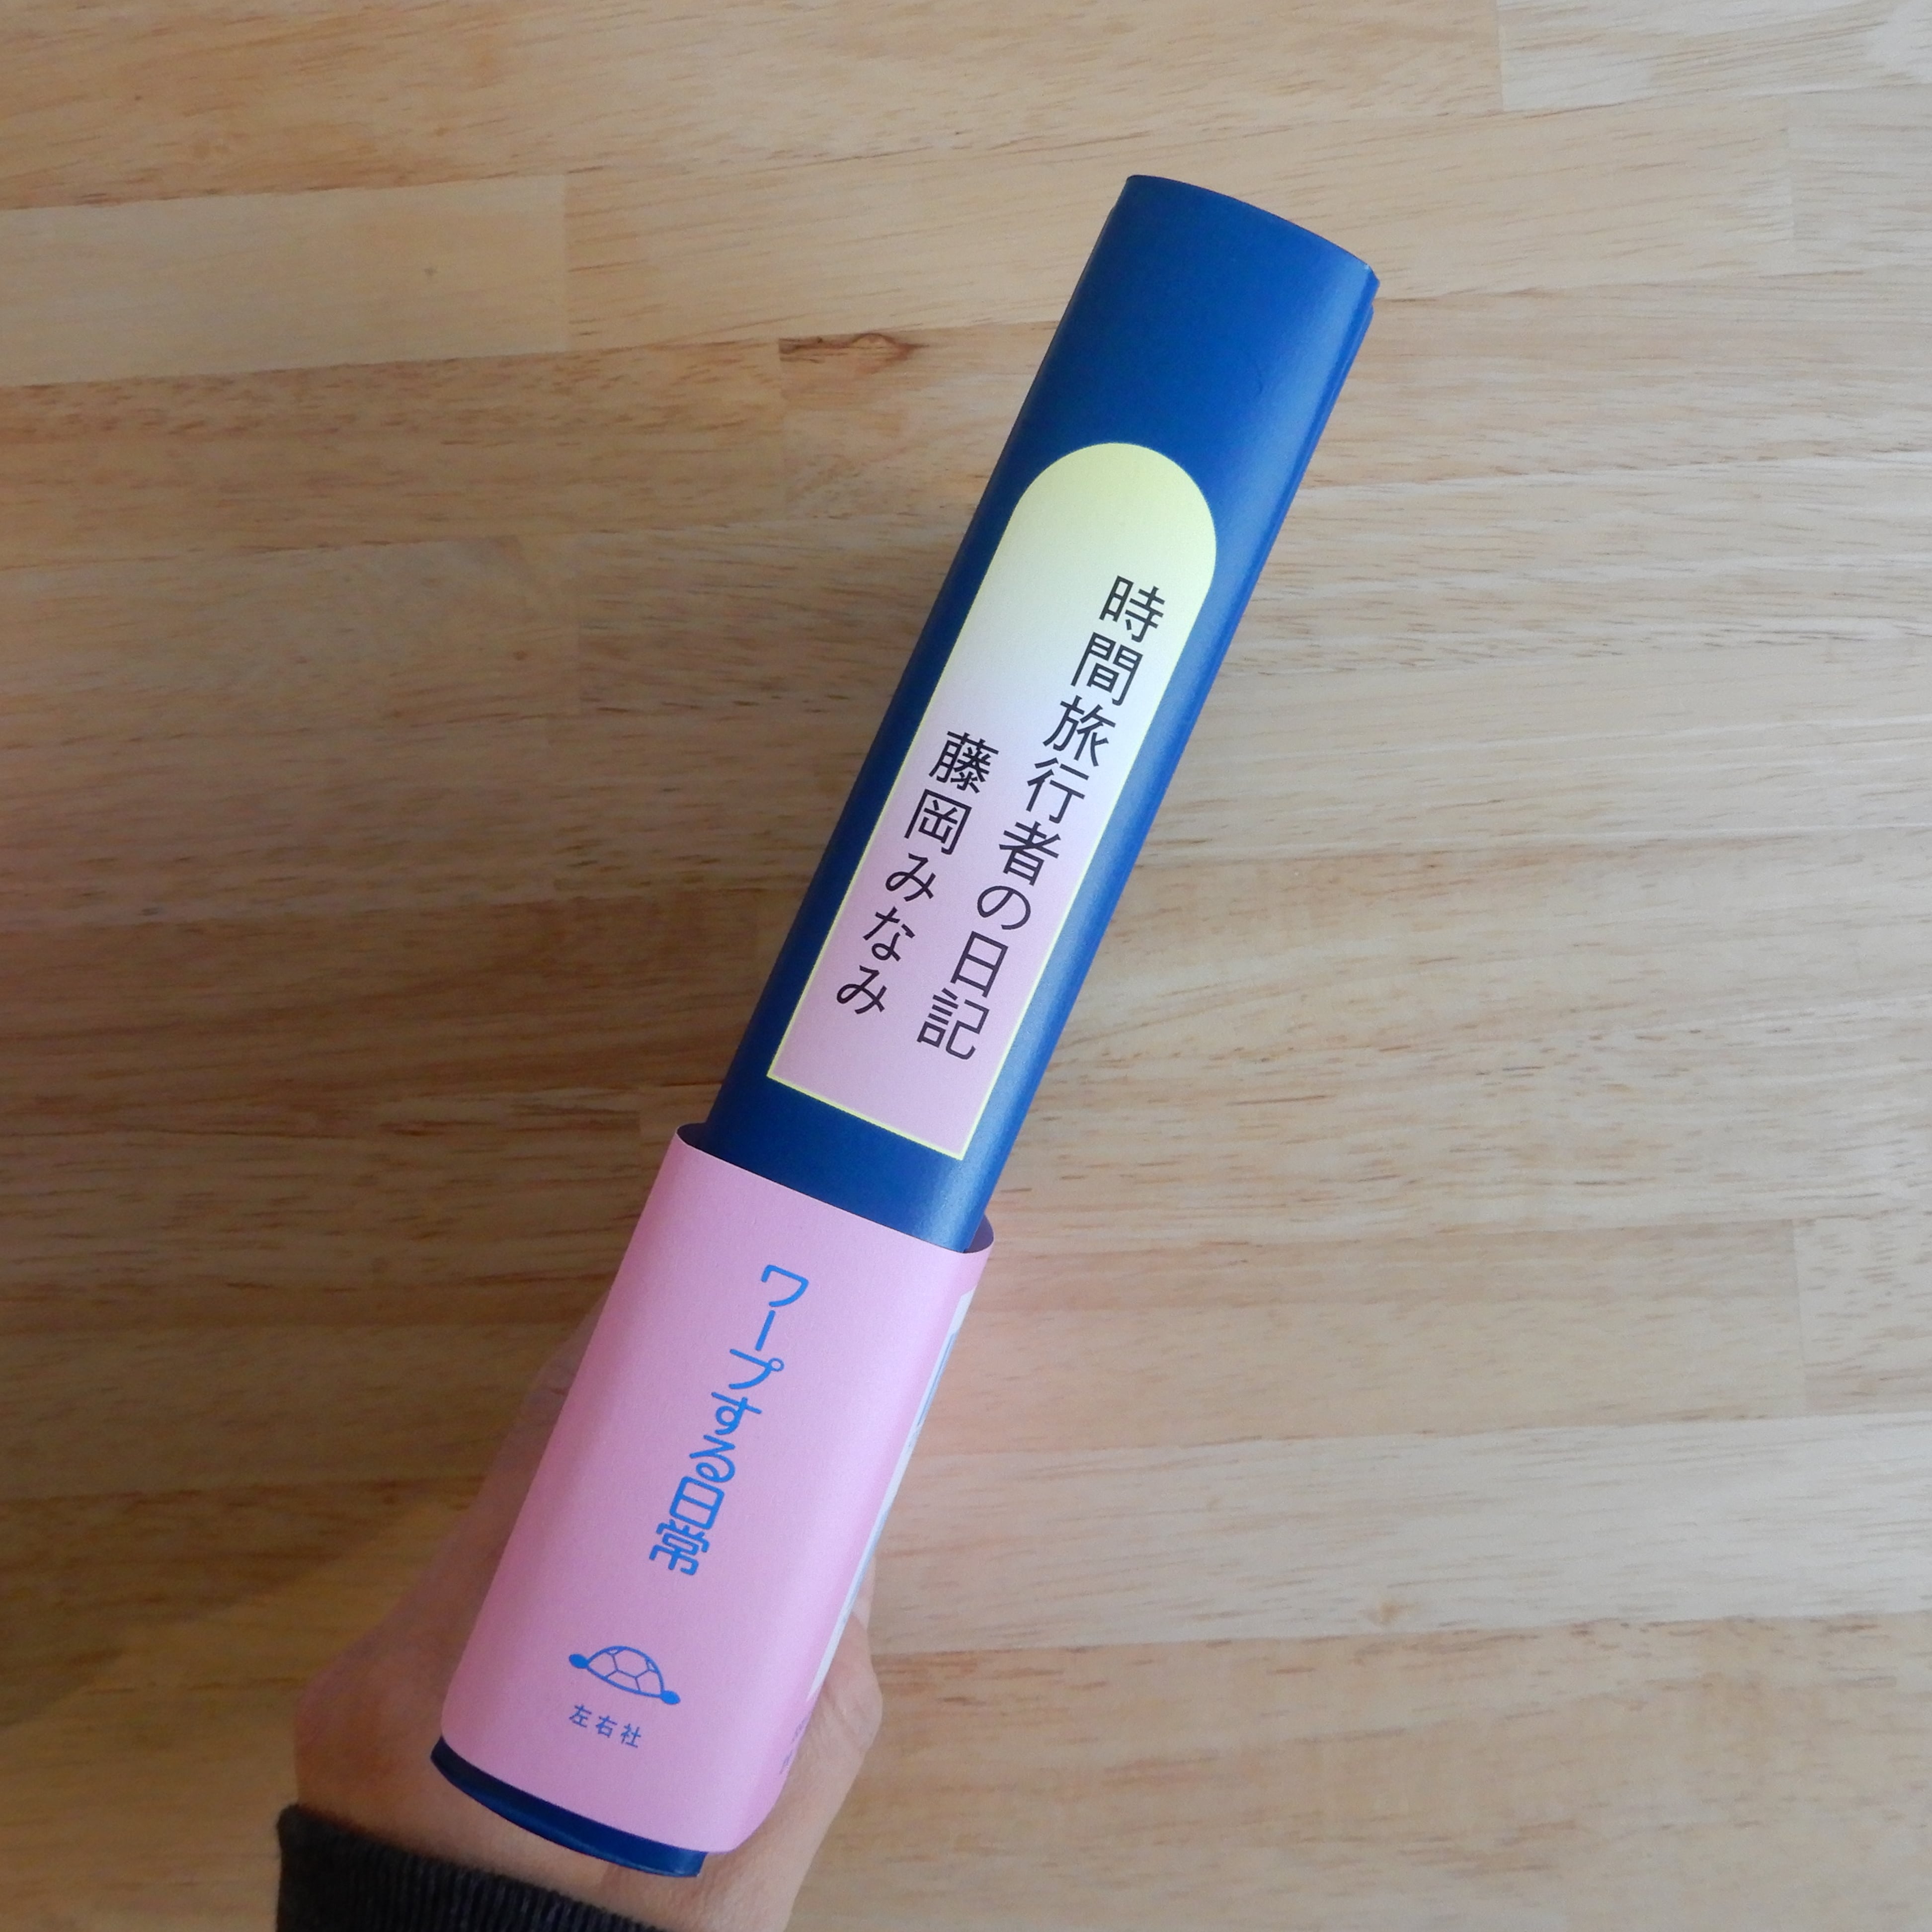 時間旅行者の日記
藤岡みなみ
ワープする日常
左右社